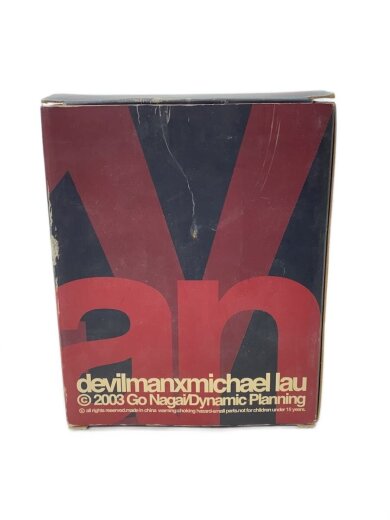 an
devilmanxmichael lau
© 2003 Go Nagai/Dynamic Planning
© all rights reserved.made in china. warning:choking hazard-small parts.not for children under 15 years.